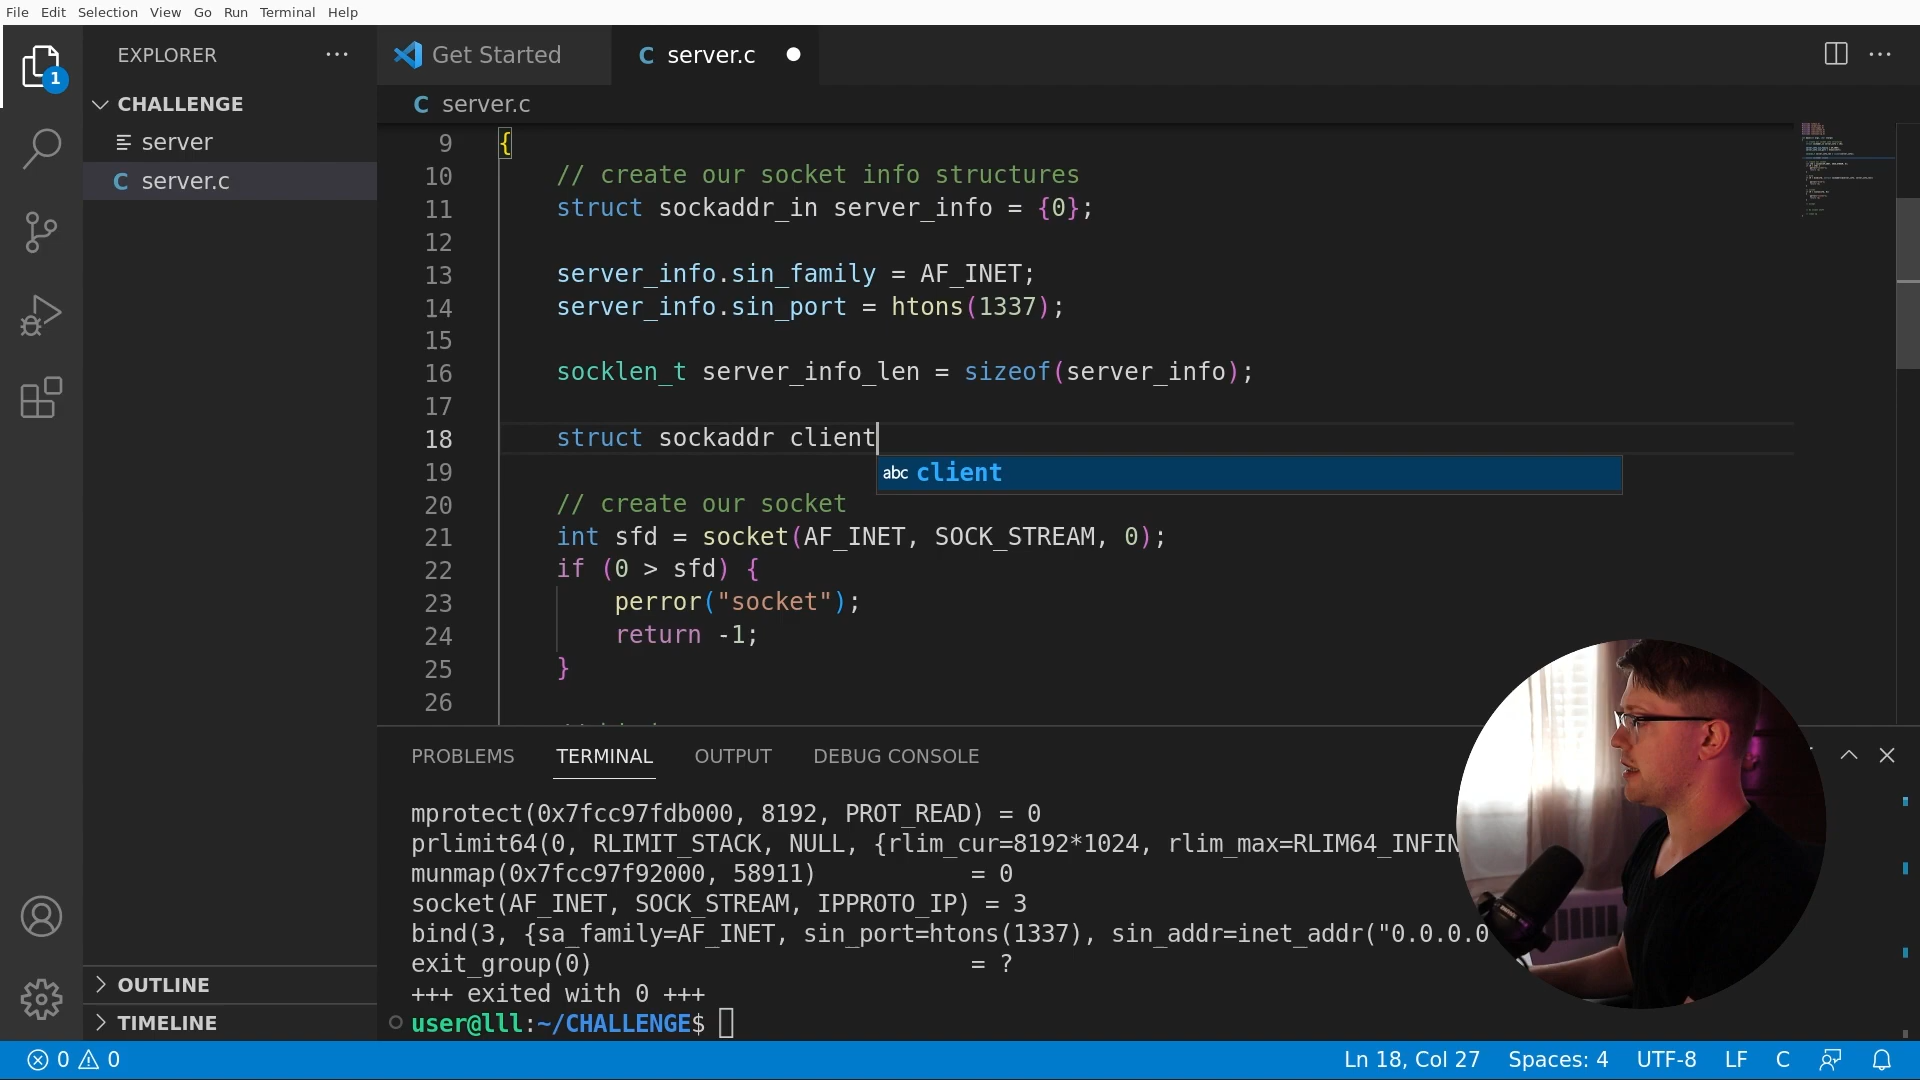 File Edit Selection View Go Run Terminal Help
EXPLORER
Get Started
C server.c
1
CHALLENGE
C server.c
server
C server.c
9 {
10 // create our socket info structures
11 struct sockaddr_in server_info = {0};
12
13 server_info.sin_family = AF_INET;
14 server_info.sin_port = htons(1337);
15
16 socklen_t server_info_len = sizeof(server_info);
17
18 struct sockaddr client
abc client
19
20 // create our socket
21 int sfd = socket(AF_INET, SOCK_STREAM, 0);
22 if (0 > sfd) {
23 perror("socket");
24 return -1;
25 }
26
PROBLEMS TERMINAL OUTPUT DEBUG CONSOLE
mprotect(0x7fcc97fdb000, 8192, PROT_READ) = 0
prlimit64(0, RLIMIT_STACK, NULL, {rlim_cur=8192*1024, rlim_max=RLIM64_INFIN
munmap(0x7fcc97f92000, 58911) = 0
socket(AF_INET, SOCK_STREAM, IPPROTO_IP) = 3
bind(3, {sa_family=AF_INET, sin_port=htons(1337), sin_addr=inet_addr("0.0.0.0
exit_group(0) = ?
+++ exited with 0 +++
user@lll:~/CHALLENGE$
OUTLINE
TIMELINE
0 0
Ln 18, Col 27 Spaces: 4 UTF-8 LF C